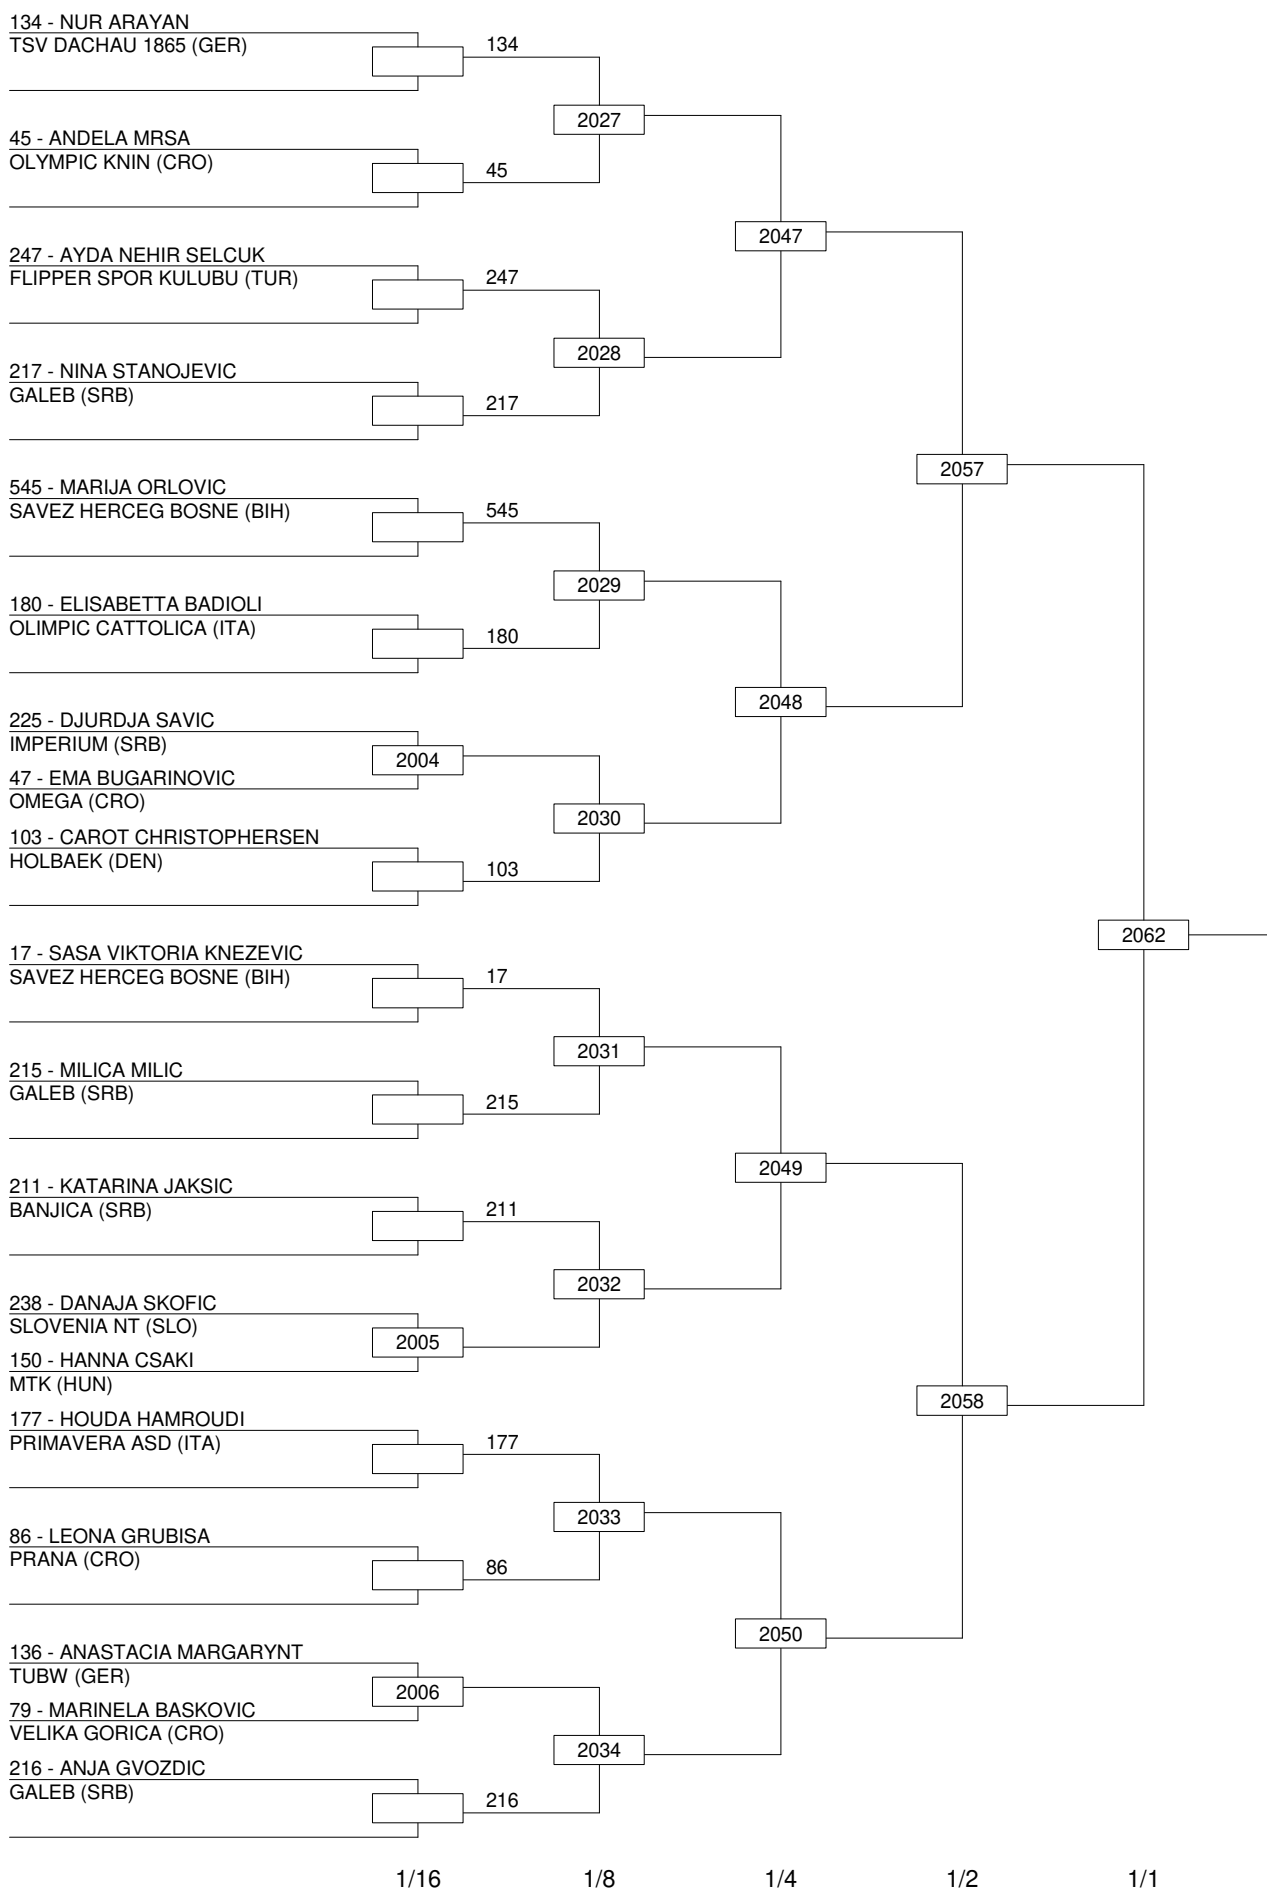 134 - NUR ARAYAN
TSV DACHAU 1865 (GER)
134
2027
45 - ANDELA MRSA
OLYMPIC KNIN (CRO)
45
2047
247 - AYDA NEHIR SELCUK
FLIPPER SPOR KULUBU (TUR)
247
2028
217 - NINA STANOJEVIC
GALEB (SRB)
217
2057
545 - MARIJA ORLOVIC
SAVEZ HERCEG BOSNE (BIH)
545
2029
180 - ELISABETTA BADIOLI
OLIMPIC CATTOLICA (ITA)
180
2048
225 - DJURDJA SAVIC
IMPERIUM (SRB)
2004
47 - EMA BUGARINOVIC
OMEGA (CRO)
2030
103 - CAROT CHRISTOPHERSEN
HOLBAEK (DEN)
103
2062
17 - SASA VIKTORIA KNEZEVIC
SAVEZ HERCEG BOSNE (BIH)
17
2031
215 - MILICA MILIC
GALEB (SRB)
215
2049
211 - KATARINA JAKSIC
BANJICA (SRB)
211
2032
238 - DANAJA SKOFIC
SLOVENIA NT (SLO)
2005
150 - HANNA CSAKI
MTK (HUN)
2058
177 - HOUDA HAMROUDI
PRIMAVERA ASD (ITA)
177
2033
86 - LEONA GRUBISA
PRANA (CRO)
86
2050
136 - ANASTACIA MARGARYNT
TUBW (GER)
2006
79 - MARINELA BASKOVIC
VELIKA GORICA (CRO)
2034
216 - ANJA GVOZDIC
GALEB (SRB)
216
1/16 1/8 1/4 1/2 1/1